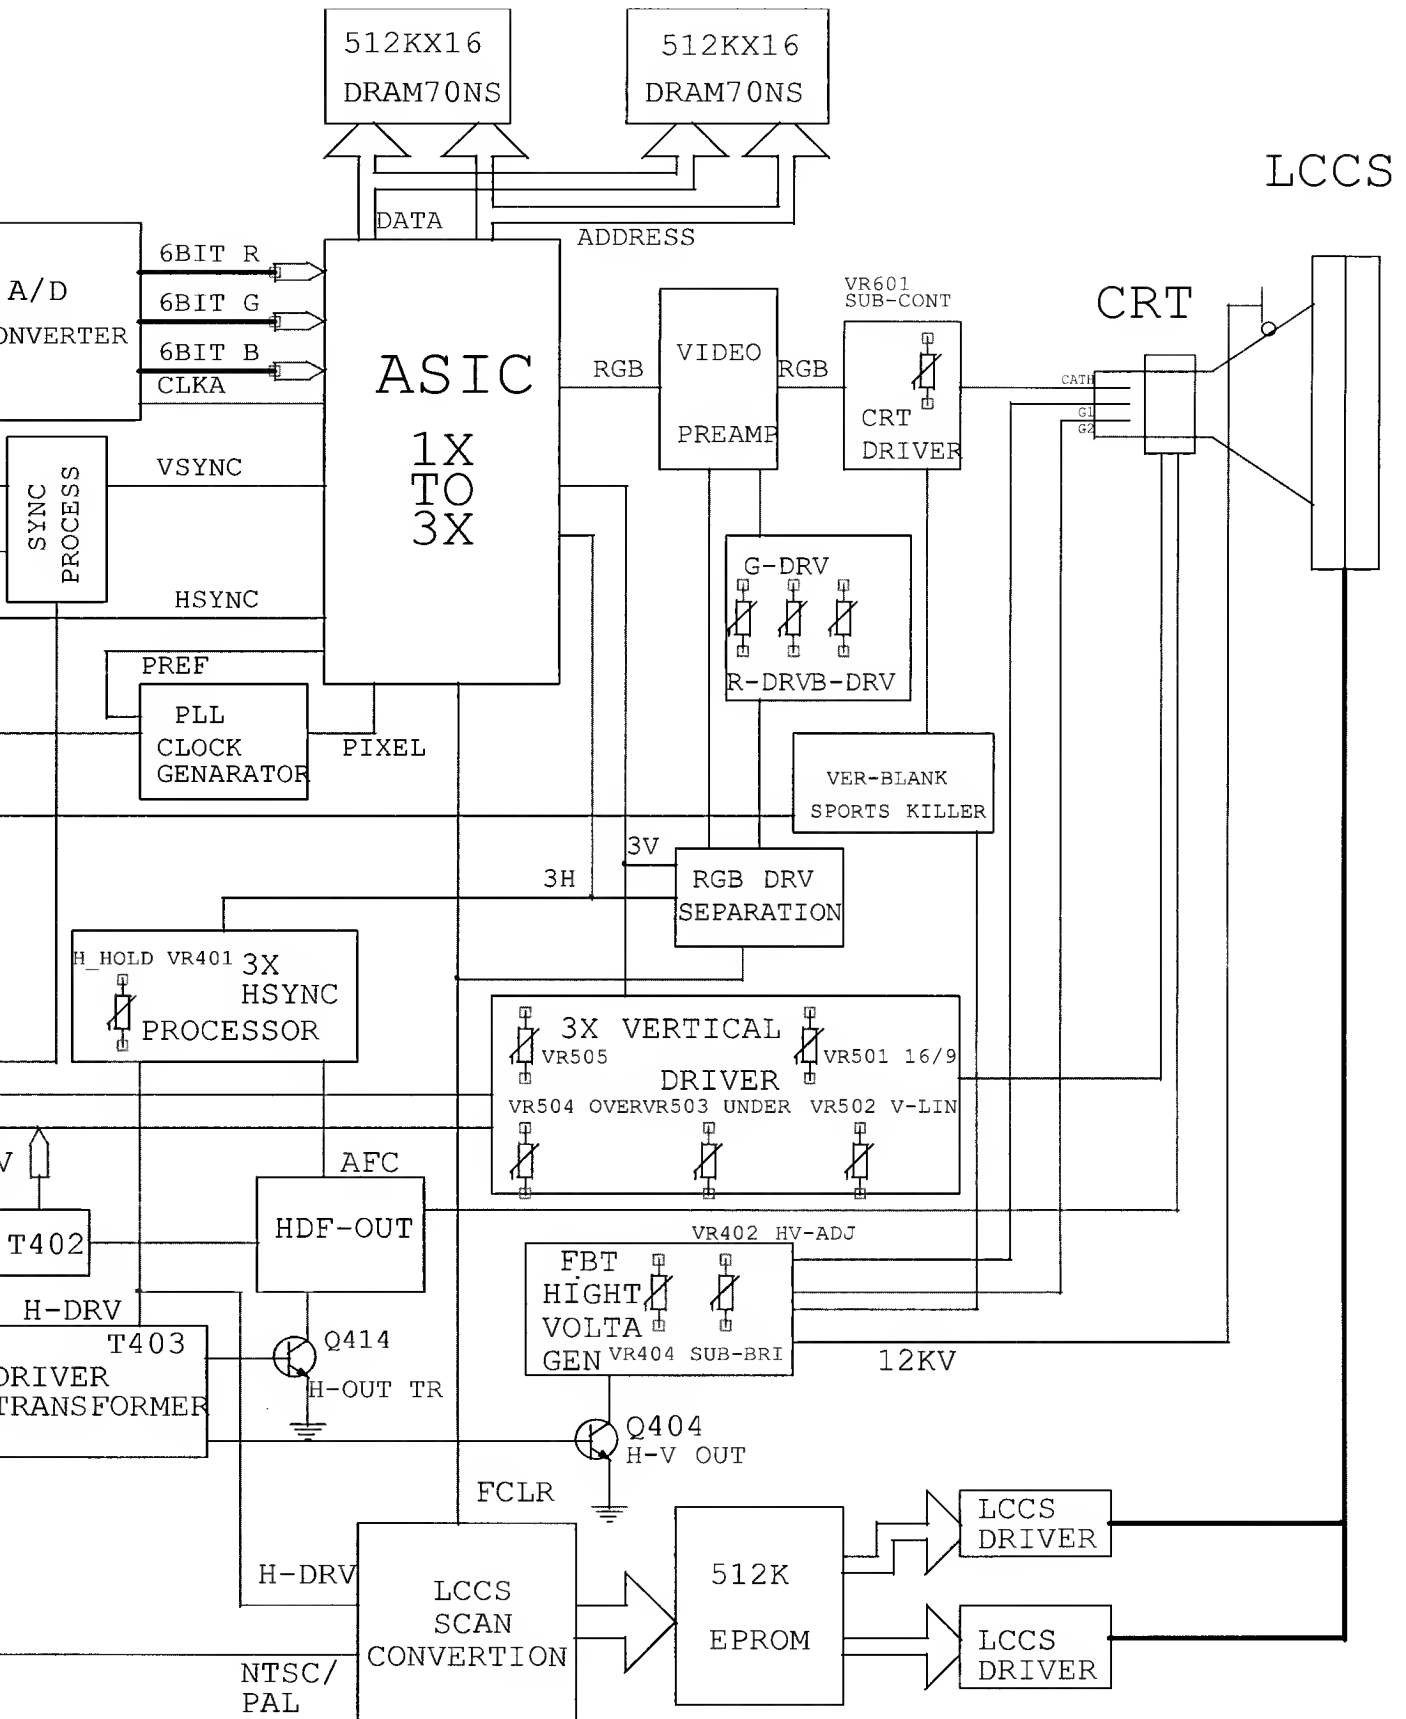 512KX16
DRAM70NS
512KX16
DRAM70NS
LCCS
DATA
ADDRESS
6BIT R
6BIT G
6BIT B
CLKA
A/D
ONVERTER
ASIC
1X
TO
3X
RGB
VIDEO
PREAMP
RGB
VR601
SUB-CONT
CRT
DRIVER
CRT
CATH
G1
G2
SYNC
PROCESS
VSYNC
HSYNC
PREF
PLL
CLOCK
GENARATOR
PIXEL
G-DRV
R-DRVB-DRV
VER-BLANK
SPORTS KILLER
3V
3H
RGB DRV
SEPARATION
H_HOLD VR401
3X
HSYNC
PROCESSOR
3X VERTICAL
DRIVER
VR505
VR501 16/9
VR504 OVERVR503 UNDER
VR502 V-LIN
V
AFC
T402
HDF-OUT
VR402 HV-ADJ
FBT
HIGHT
VOLTA
GEN
VR404 SUB-BRI
12KV
H-DRV
T403
DRIVER
TRANSFORMER
Q414
H-OUT TR
Q404
H-V OUT
FCLR
H-DRV
LCCS
SCAN
CONVERTION
NTSC/
PAL
512K
EPROM
LCCS
DRIVER
LCCS
DRIVER